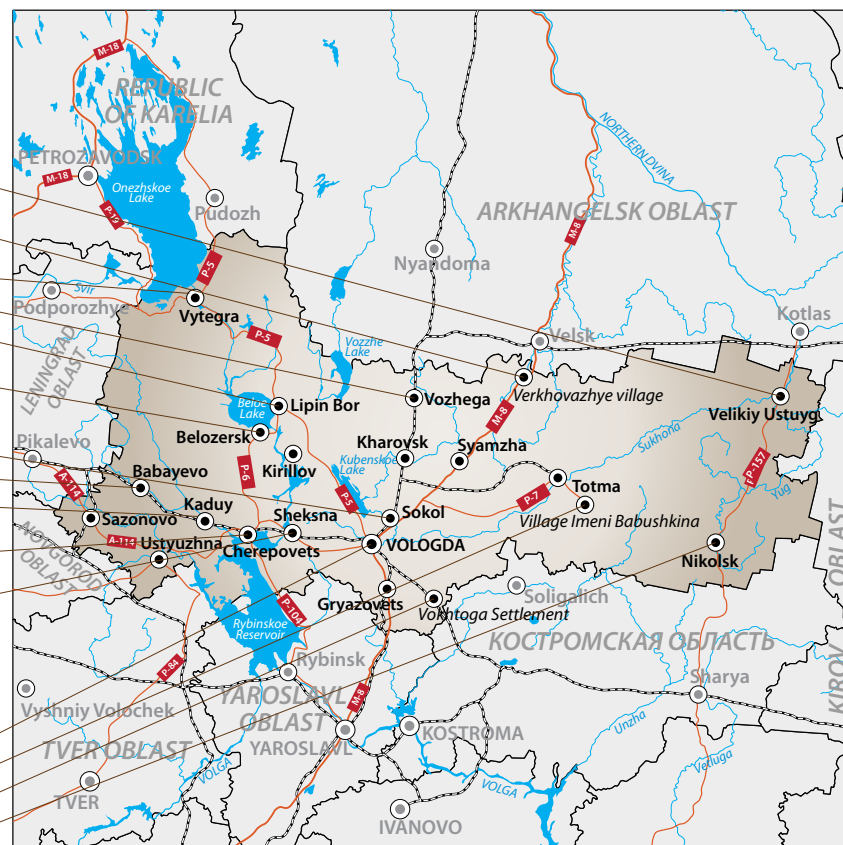 M-18
REPUBLIC
OF KARELIA
PETROZAVODSK
M-18
Onezhskoe
Lake
P-19
Pudozh
NORTHERN DVINA
ARKHANGELSK OBLAST
M-8
Nyandoma
P-5
Svir
Podporozhye
Vytegra
P-5
Vozzhe
Lake
Velsk
Kotlas
LENINGRAD
OBLAST
Beloe
Lake
Lipin Bor
Vozhega
Verkhovazhye village
Velikiy Ustuyg
M-8
Belozersk
Pikalevo
Kharovsk
Syamzha
Sukhona
Kirillov
Kubenskoe
Lake
A-114
Babayevo
P-6
P-5
P-7
Totma
P-157
Yug
Sazonovo
Kaduy
Sheksna
Sokol
Village Imeni Babushkina
A-114
Ustyuzhna
Cherepovets
VOLOGDA
Nikolsk
NOVGOROD
OBLAST
KIROV OBLAST
P-104
Gryazovets
Vokhtoga Settlement
Soligalich
Rybinskoe
Reservoir
КОСТРОМСКАЯ ОБЛАСТЬ
P-84
Rybinsk
Sharya
Vyshniy Volochek
YAROSLAVL
OBLAST
M-8
Unzha
YAROSLAVL
KOSTROMA
TVER OBLAST
VOLGA
Vetluga
VOLGA
TVER
IVANOVO